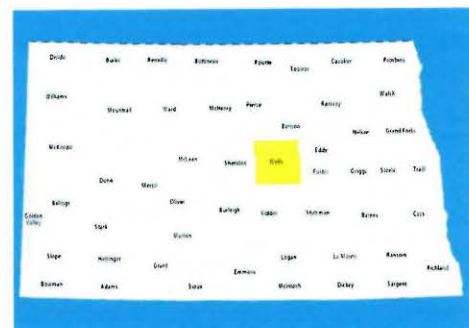 Divide Burke Renville Bottineau Rolette Towner Cavalier Pembina
Williams Mountrail Ward McHenry Pierce Ramsey Walsh
Benson Nelson Grand Forks
McKenzie McLean Sheridan Wells Eddy
Foster Griggs Steele Traill
Dunn Mercer
Oliver
Billings Burleigh Kidder Stutsman Barnes Cass
Golden
Valley
Stark
Morton
Slope Hettinger Grant Logan La Moure Ransom
Emmons Richland
Bowman Adams Sioux McIntosh Dickey Sargent